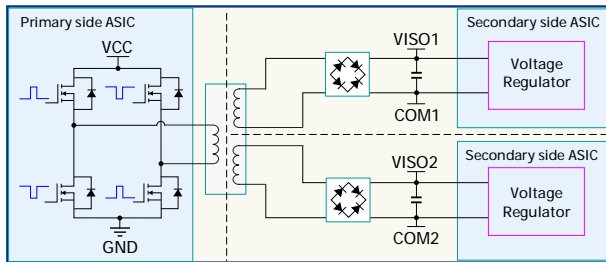 Primary side ASIC
VCC
GND
VISO1
COM1
Secondary side ASIC
Voltage
Regulator
VISO2
COM2
Secondary side ASIC
Voltage
Regulator